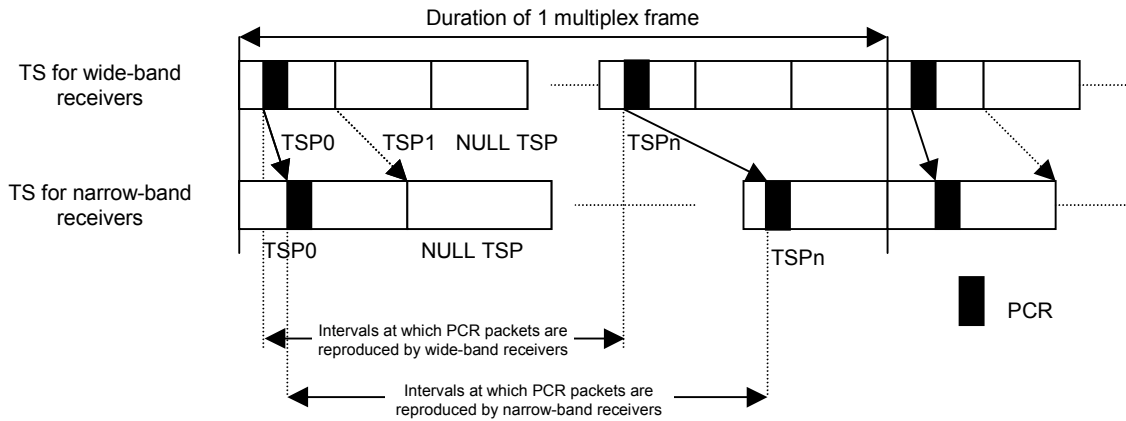 Duration of 1 multiplex frame
TS for wide-band
receivers
TSP0 TSP1 NULL TSP TSPn
TS for narrow-band
receivers
TSP0 NULL TSP TSPn
PCR
Intervals at which PCR packets are
reproduced by wide-band receivers
Intervals at which PCR packets are
reproduced by narrow-band receivers